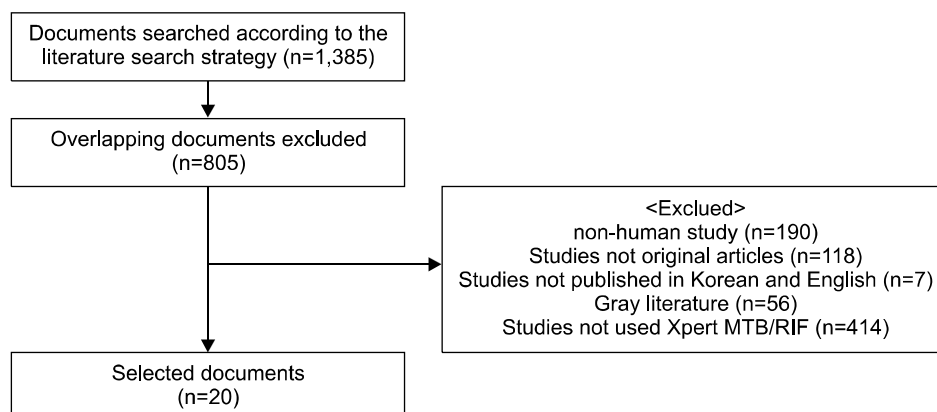 Documents searched according to the
literature search strategy (n=1,385)
Overlapping documents excluded
(n=805)
<Exclued>
non-human study (n=190)
Studies not original articles (n=118)
Studies not published in Korean and English (n=7)
Gray literature (n=56)
Studies not used Xpert MTB/RIF (n=414)
Selected documents
(n=20)